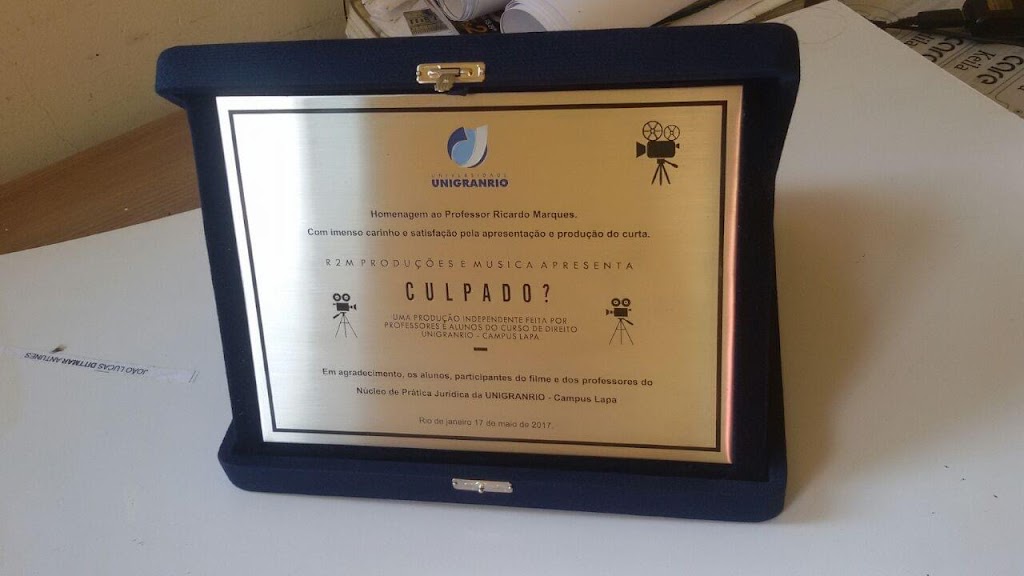 UNIVERSIDADE
UNIGRANRIO
Homenagem ao Professor Ricardo Marques.
Com imenso carinho e satisfação pela apresentação e produção do curta.
R2M PRODUÇÕES E MUSICA APRESENTA
CULPADO?
UMA PRODUÇÃO INDEPENDENTE FEITA POR
PROFESSORES E ALUNOS DO CURSO DE DIREITO
UNIGRANRIO - CAMPUS LAPA
Em agradecimento, os alunos, participantes do filme e dos professores do
Núcleo de Prática Jurídica da UNIGRANRIO - Campus Lapa
Rio de janeiro 17 de maio de 2017.
JOÃO LUCAS DITTMAR ANTUNES
care
Keila